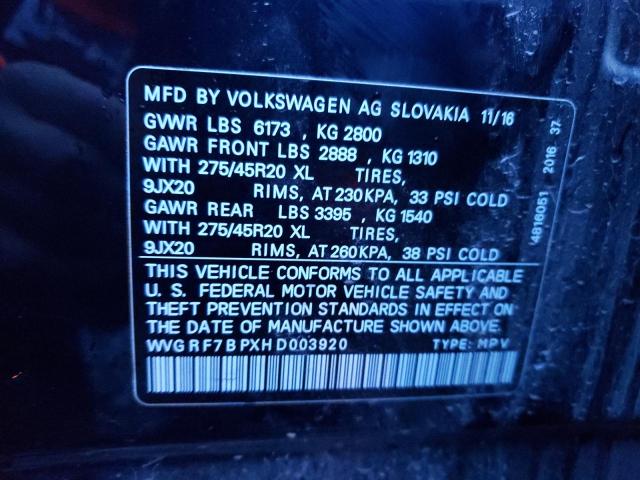 MFD BY VOLKSWAGEN AG SLOVAKIA 11/16
GVWR LBS 6173 , KG 2800
GAWR FRONT LBS 2888 , KG 1310
WITH 275/45R20 XL TIRES,
9JX20 RIMS, AT 230KPA, 33 PSI COLD
GAWR REAR LBS 3395 , KG 1540
WITH 275/45R20 XL TIRES,
9JX20 RIMS, AT 260KPA, 38 PSI COLD
THIS VEHICLE CONFORMS TO ALL APPLICABLE
U. S. FEDERAL MOTOR VEHICLE SAFETY AND
THEFT PREVENTION STANDARDS IN EFFECT ON
THE DATE OF MANUFACTURE SHOWN ABOVE.
WVGRF7BPXHD003920 TYPE: MPV
4816051 2016 37